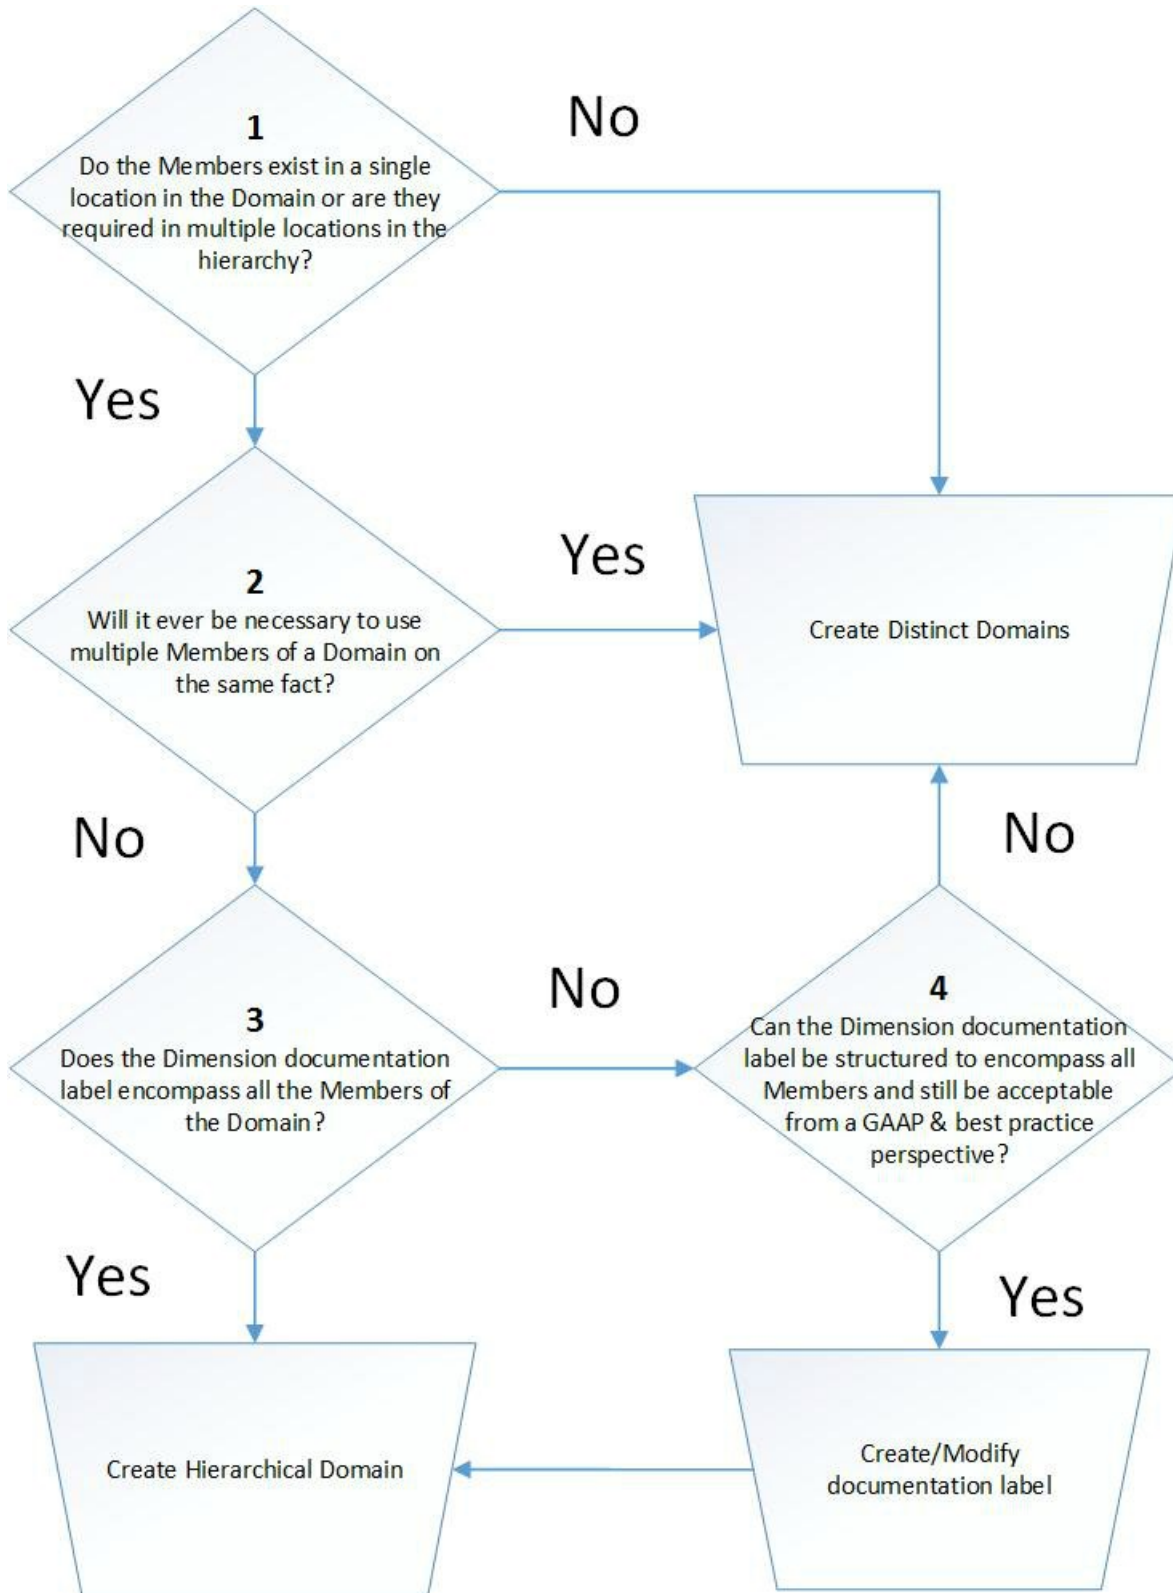 1
Do the Members exist in a single
location in the Domain or are they
required in multiple locations in the
hierarchy?
No
Yes
2
Will it ever be necessary to use
multiple Members of a Domain on
the same fact?
Yes
Create Distinct Domains
No
3
Does the Dimension documentation
label encompass all the Members of
the Domain?
No
4
Can the Dimension documentation
label be structured to encompass all
Members and still be acceptable
from a GAAP & best practice
perspective?
No
Yes
Create Hierarchical Domain
Yes
Create/Modify
documentation label